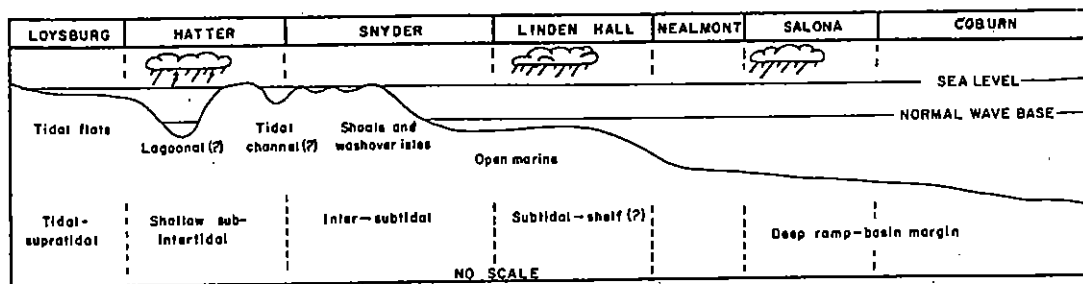 LOYSBURG HATTER SNYDER LINDEN HALL NEALMONT SALONA COBURN
SEA LEVEL
NORMAL WAVE BASE
Tidal flats
Lagoonal (?)
Tidal
channel (?)
Shoals and
washover isles
Open marine
Tidal-
supratidal
Shallow sub-
intertidal
Inter→subtidal
Subtidal→shelf (?)
Deep ramp-basin margin
NO SCALE